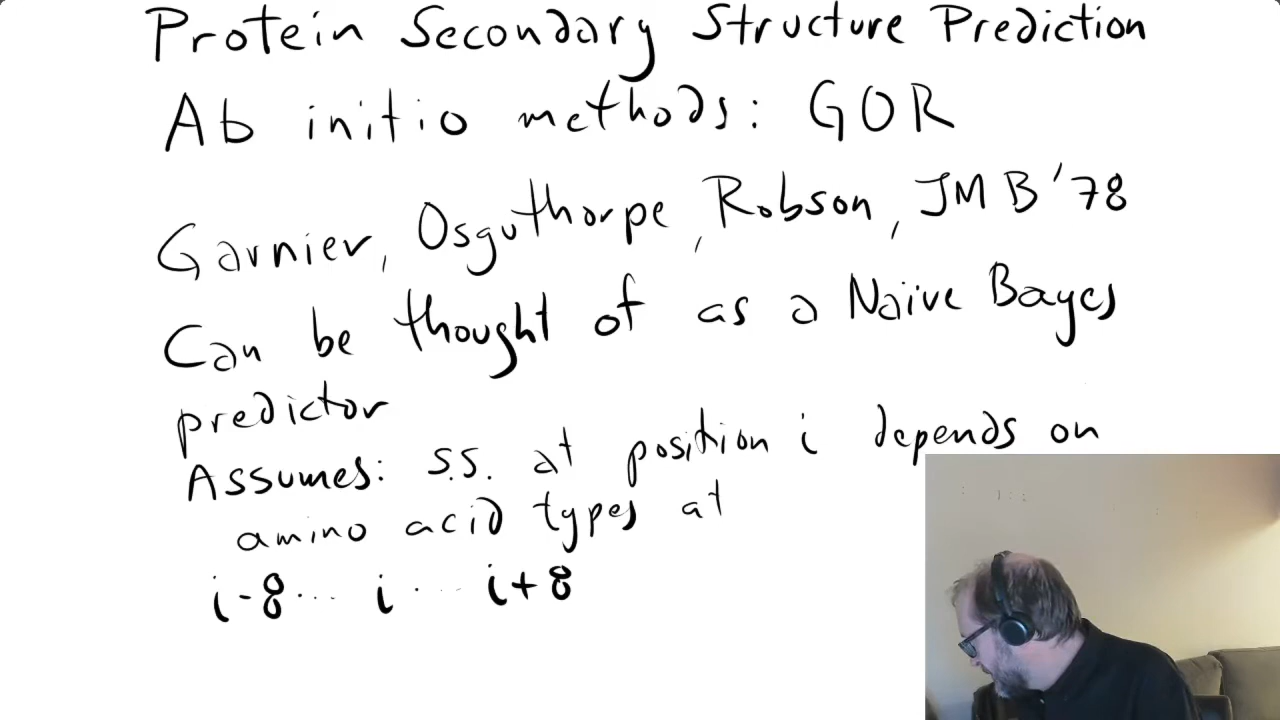 Protein Secondary Structure Prediction
Ab initio methods: GOR
Garnier, Osguthorpe, Robson, JMB '78
Can be thought of as a Naïve Bayes
predictor
Assumes: s.s. at position i depends on
amino acid types at
i-8... i .... i+8